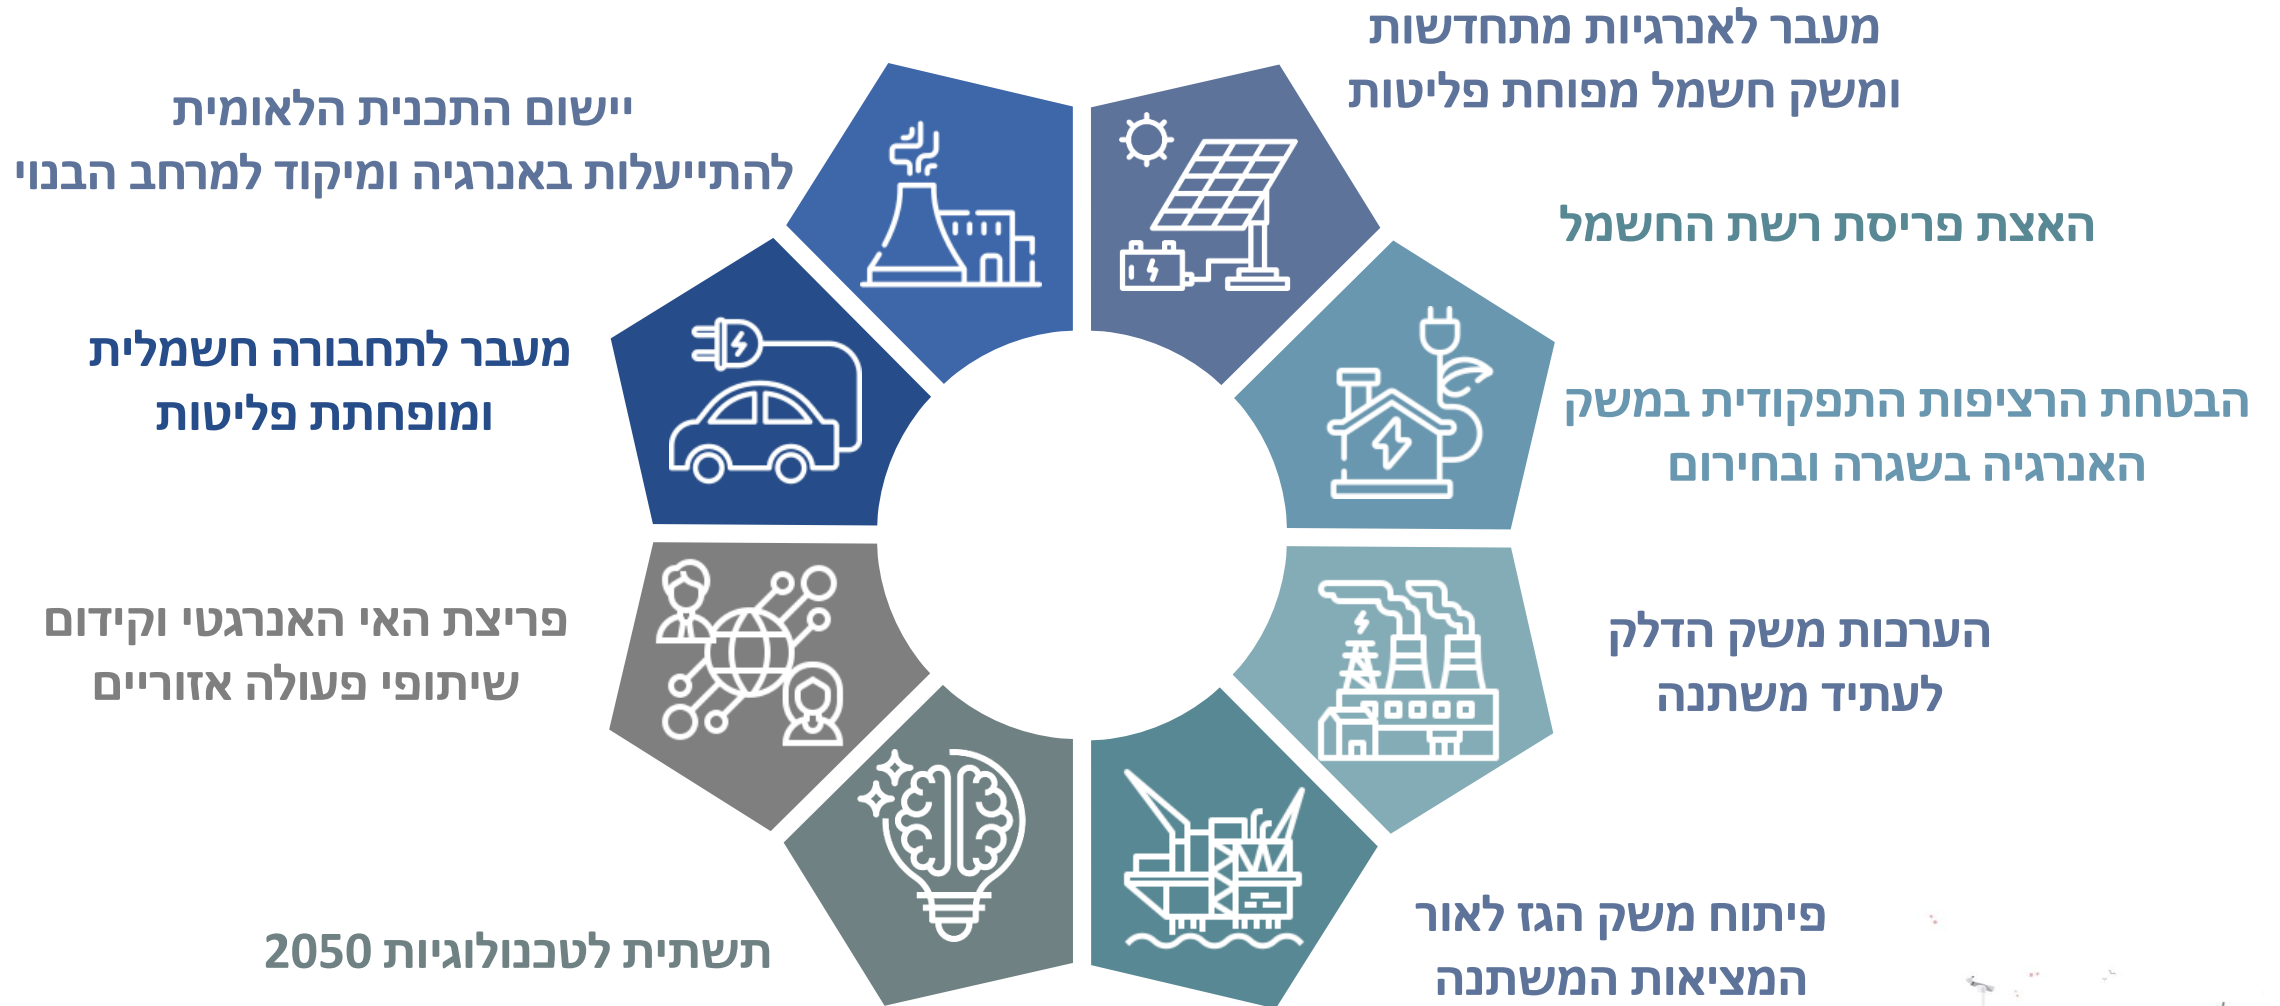 מעבר לאנרגיות מתחדשות
ומשק חשמל מפוחת פליטות
האצת פריסת רשת החשמל
הבטחת הרציפות התפקודית במשק
האנרגיה בשגרה ובחירום
הערכות משק הדלק
לעתיד משתנה
פיתוח משק הגז לאור
המציאות המשתנה
תשתית לטכנולוגיות 2050
פריצת האי האנרגטי וקידום
שיתופי פעולה אזוריים
מעבר לתחבורה חשמלית
ומופחתת פליטות
יישום התכנית הלאומית
להתייעלות באנרגיה ומיקוד למרחב הבנוי